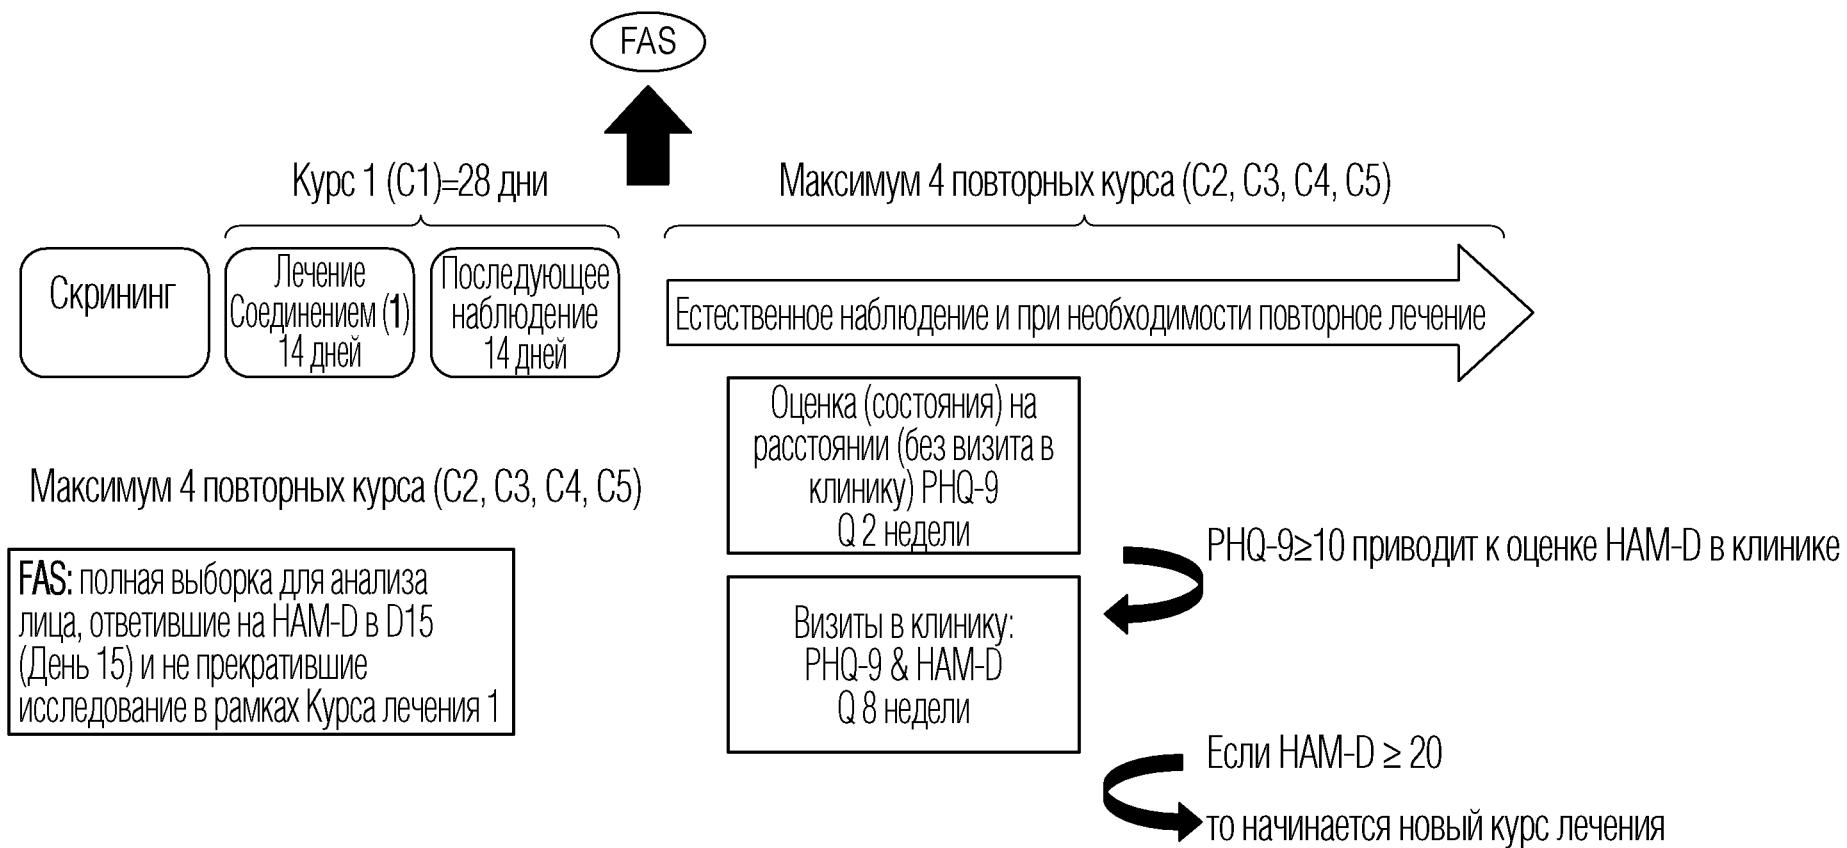 FAS
Курс 1 (С1)=28 дни
Максимум 4 повторных курса (С2, С3, С4, С5)
Скрининг
Лечение
Соединением (1)
14 дней
Последующее
наблюдение
14 дней
Естественное наблюдение и при необходимости повторное лечение
Оценка (состояния) на
расстоянии (без визита в
клинику) PHQ-9
Q 2 недели
Максимум 4 повторных курса (С2, С3, С4, С5)
PHQ-9≥10 приводит к оценке HAM-D в клинике
FAS: полная выборка для анализа
лица, ответившие на HAM-D в D15
(День 15) и не прекратившие
исследование в рамках Курса лечения 1
Визиты в клинику:
PHQ-9 & HAM-D
Q 8 недели
Если HAM-D ≥ 20
то начинается новый курс лечения